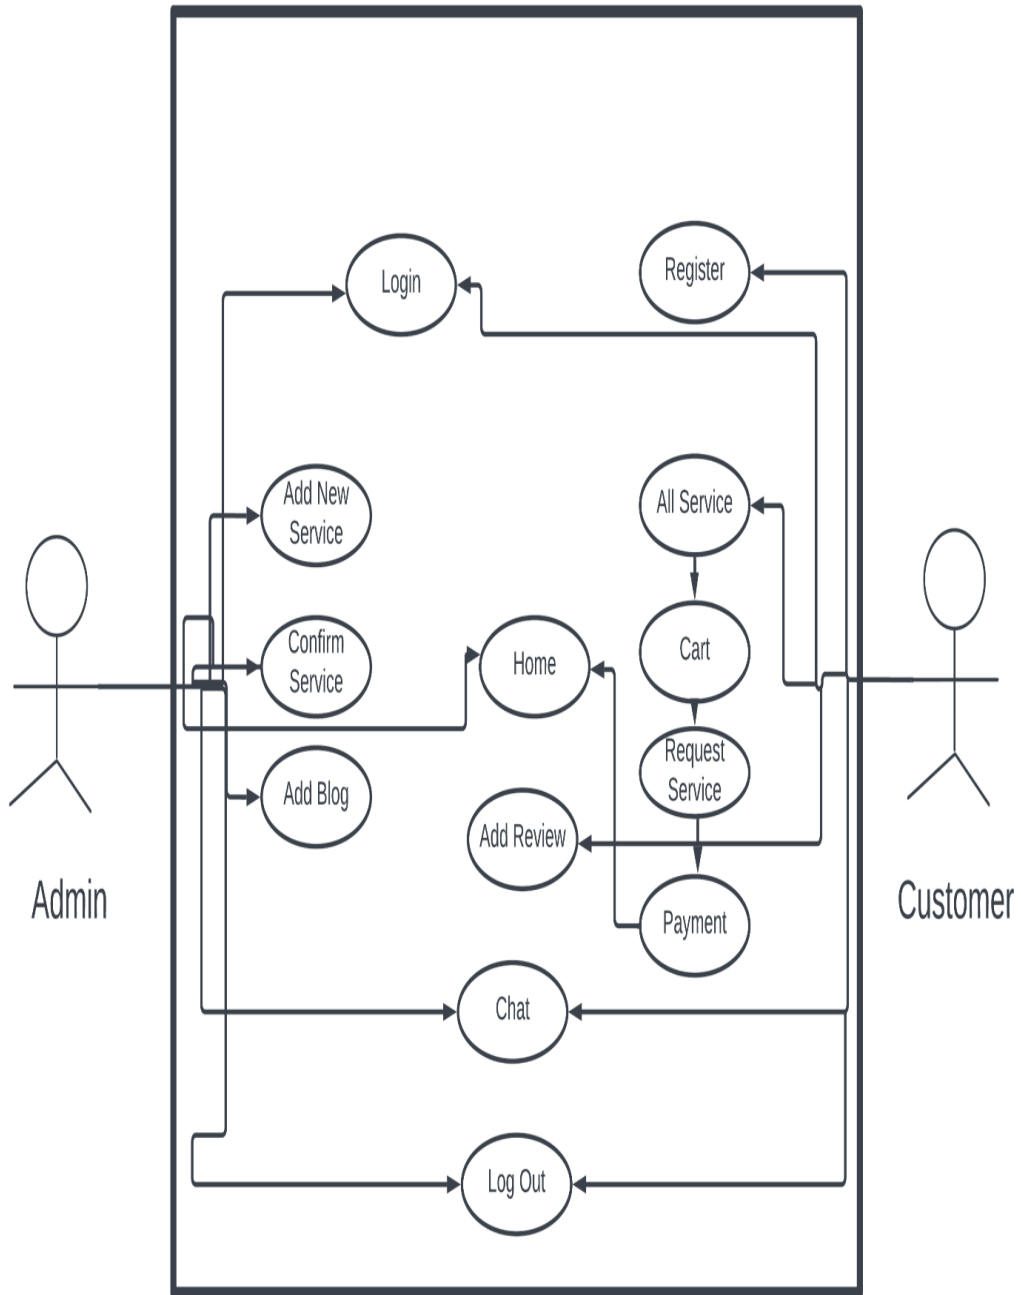 Login
Register
Add New
Service
All Service
Confirm
Service
Home
Cart
Request
Service
Add Blog
Add Review
Admin
Customer
Payment
Chat
Log Out